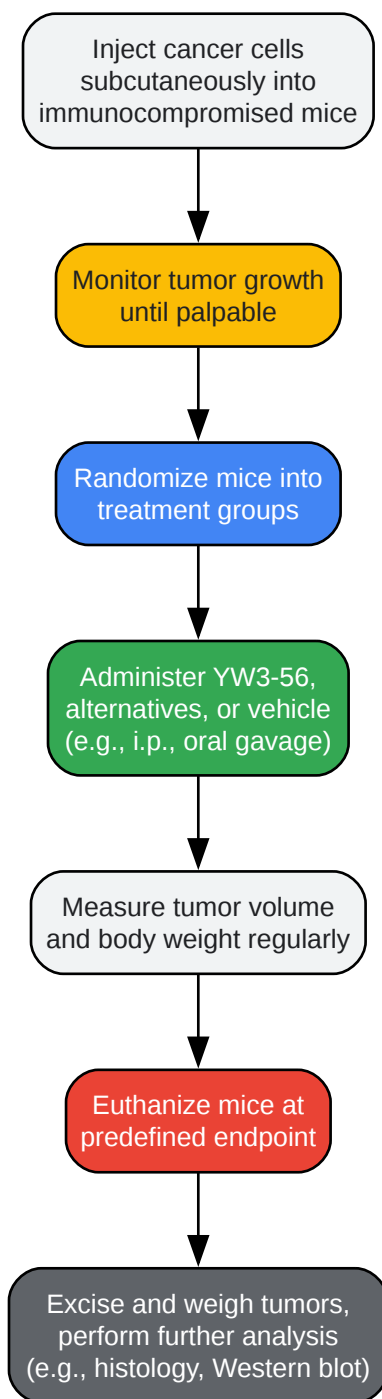 Inject cancer cells
subcutaneously into
immunocompromised mice
Monitor tumor growth
until palpable
Randomize mice into
treatment groups
Administer YW3-56,
alternatives, or vehicle
(e.g., i.p., oral gavage)
Measure tumor volume
and body weight regularly
Euthanize mice at
predefined endpoint
Excise and weigh tumors,
perform further analysis
(e.g., histology, Western blot)